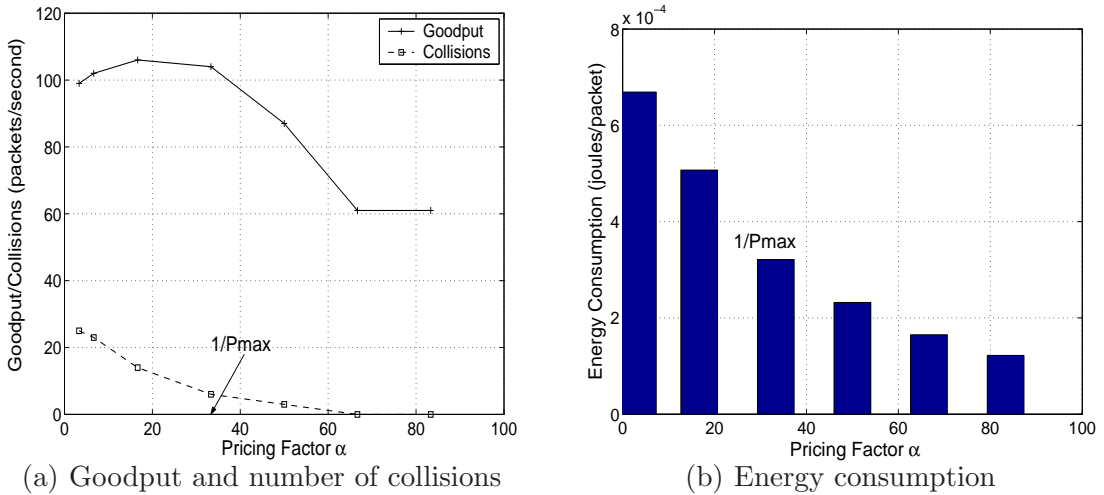 120
100
80
60
40
20
0
Goodput/Collisions (packets/second)
Goodput
Collisions
1/Pmax
0 20 40 60 80 100
Pricing Factor α
(a) Goodput and number of collisions
x 10⁻⁴
8
6
4
2
0
Energy Consumption (joules/packet)
1/Pmax
0 20 40 60 80 100
Pricing Factor α
(b) Energy consumption